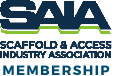 SAIA
SCAFFOLD & ACCESS
INDUSTRY ASSOCIATION
MEMBERSHIP